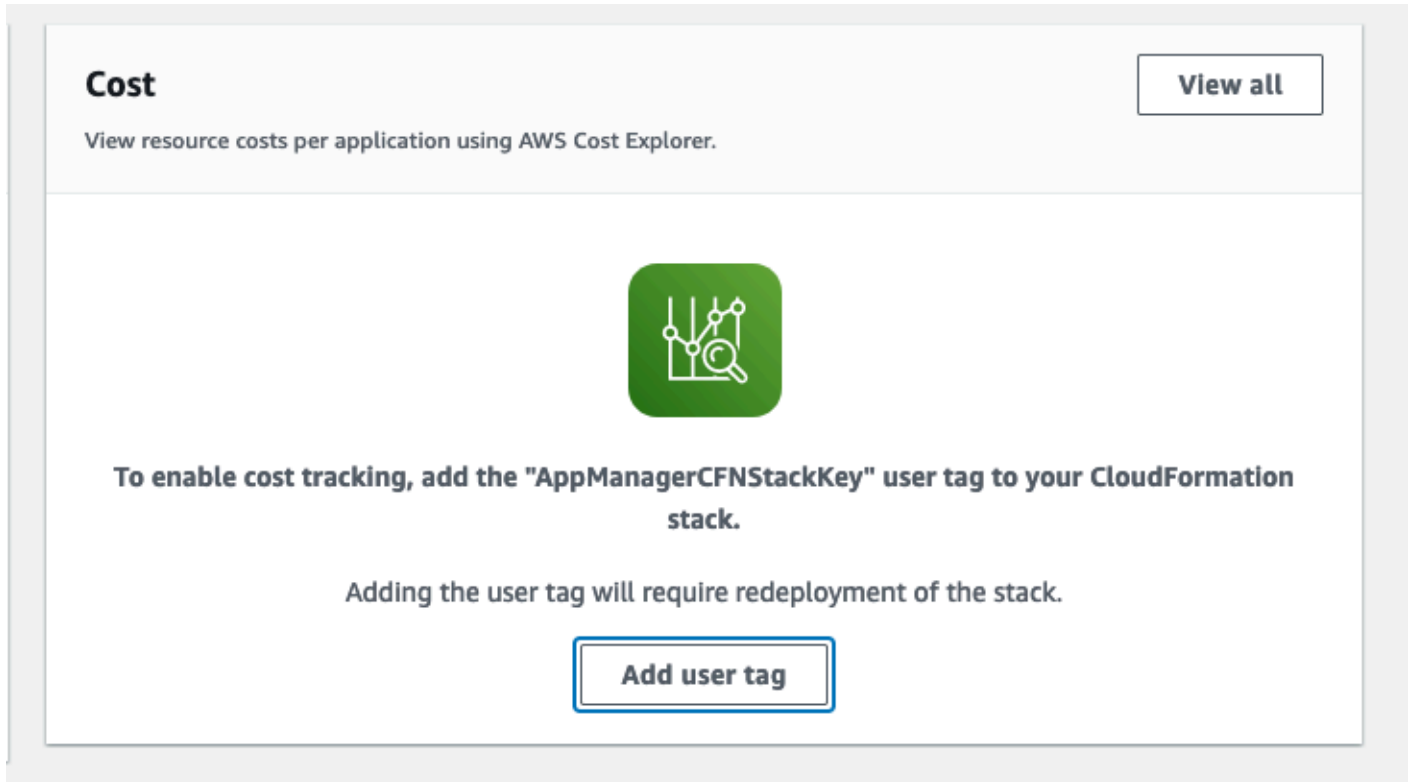 Cost
View all
View resource costs per application using AWS Cost Explorer.
To enable cost tracking, add the "AppManagerCFNStackKey" user tag to your CloudFormation
stack.
Adding the user tag will require redeployment of the stack.
Add user tag